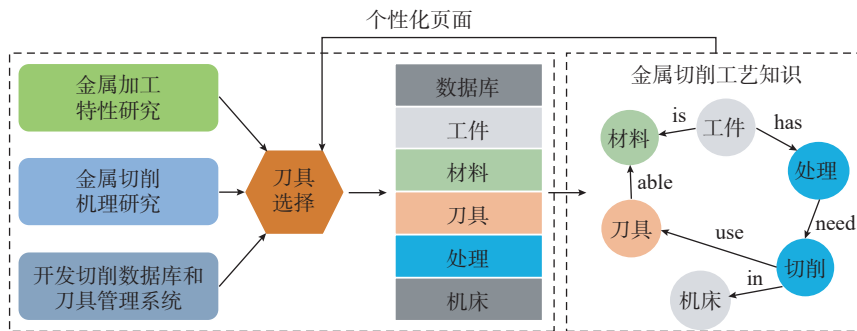 个性化页面
金属加工
特性研究
金属切削
机理研究
开发切削数据库和
刀具管理系统
刀具
选择
数据库
工件
材料
刀具
处理
机床
金属切削工艺知识
材料
is
工件
has
处理
able
刀具
use
need
切削
in
机床